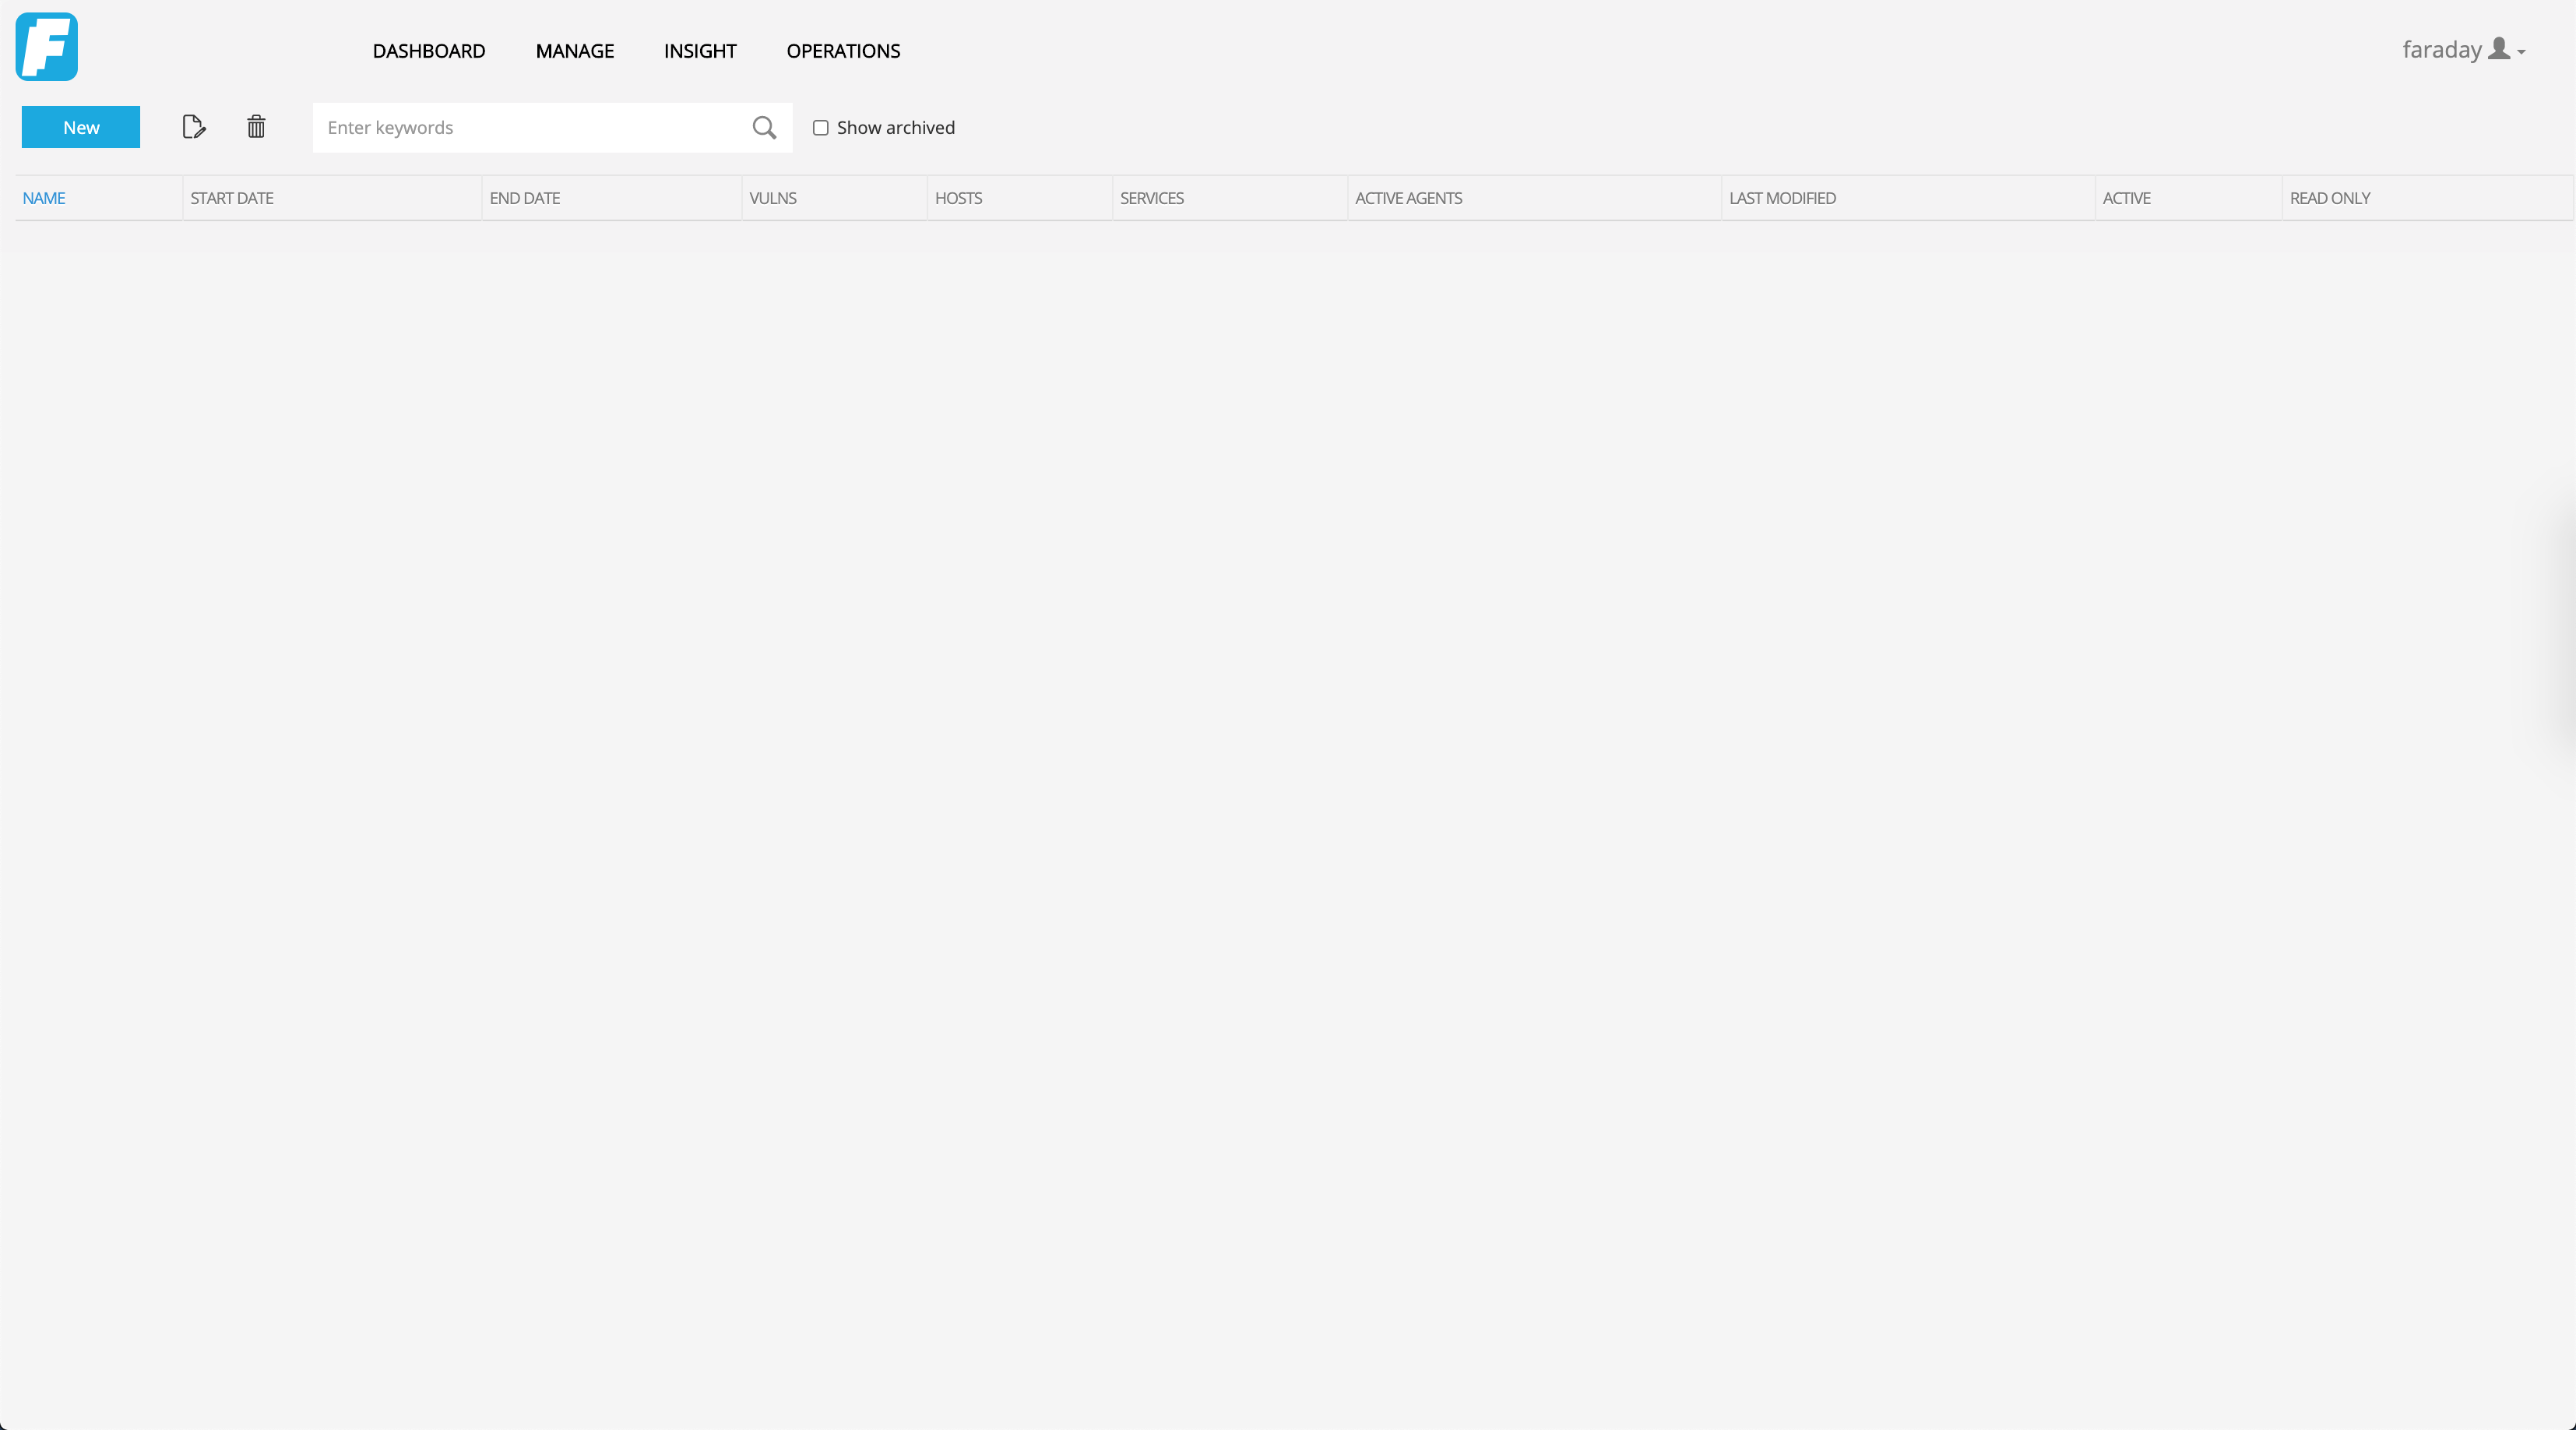 F
DASHBOARD MANAGE INSIGHT OPERATIONS faraday
New Enter keywords Show archived
NAME START DATE END DATE VULNS HOSTS SERVICES ACTIVE AGENTS LAST MODIFIED ACTIVE READ ONLY